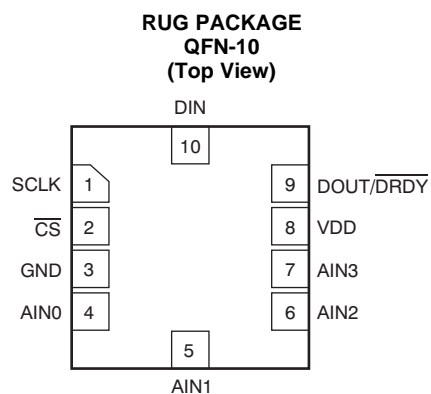 RUG PACKAGE
QFN-10
(Top View)
DIN
10
SCLK 1 9 DOUT/DRDY
CS 2 8 VDD
GND 3 7 AIN3
AIN0 4 6 AIN2
5
AIN1